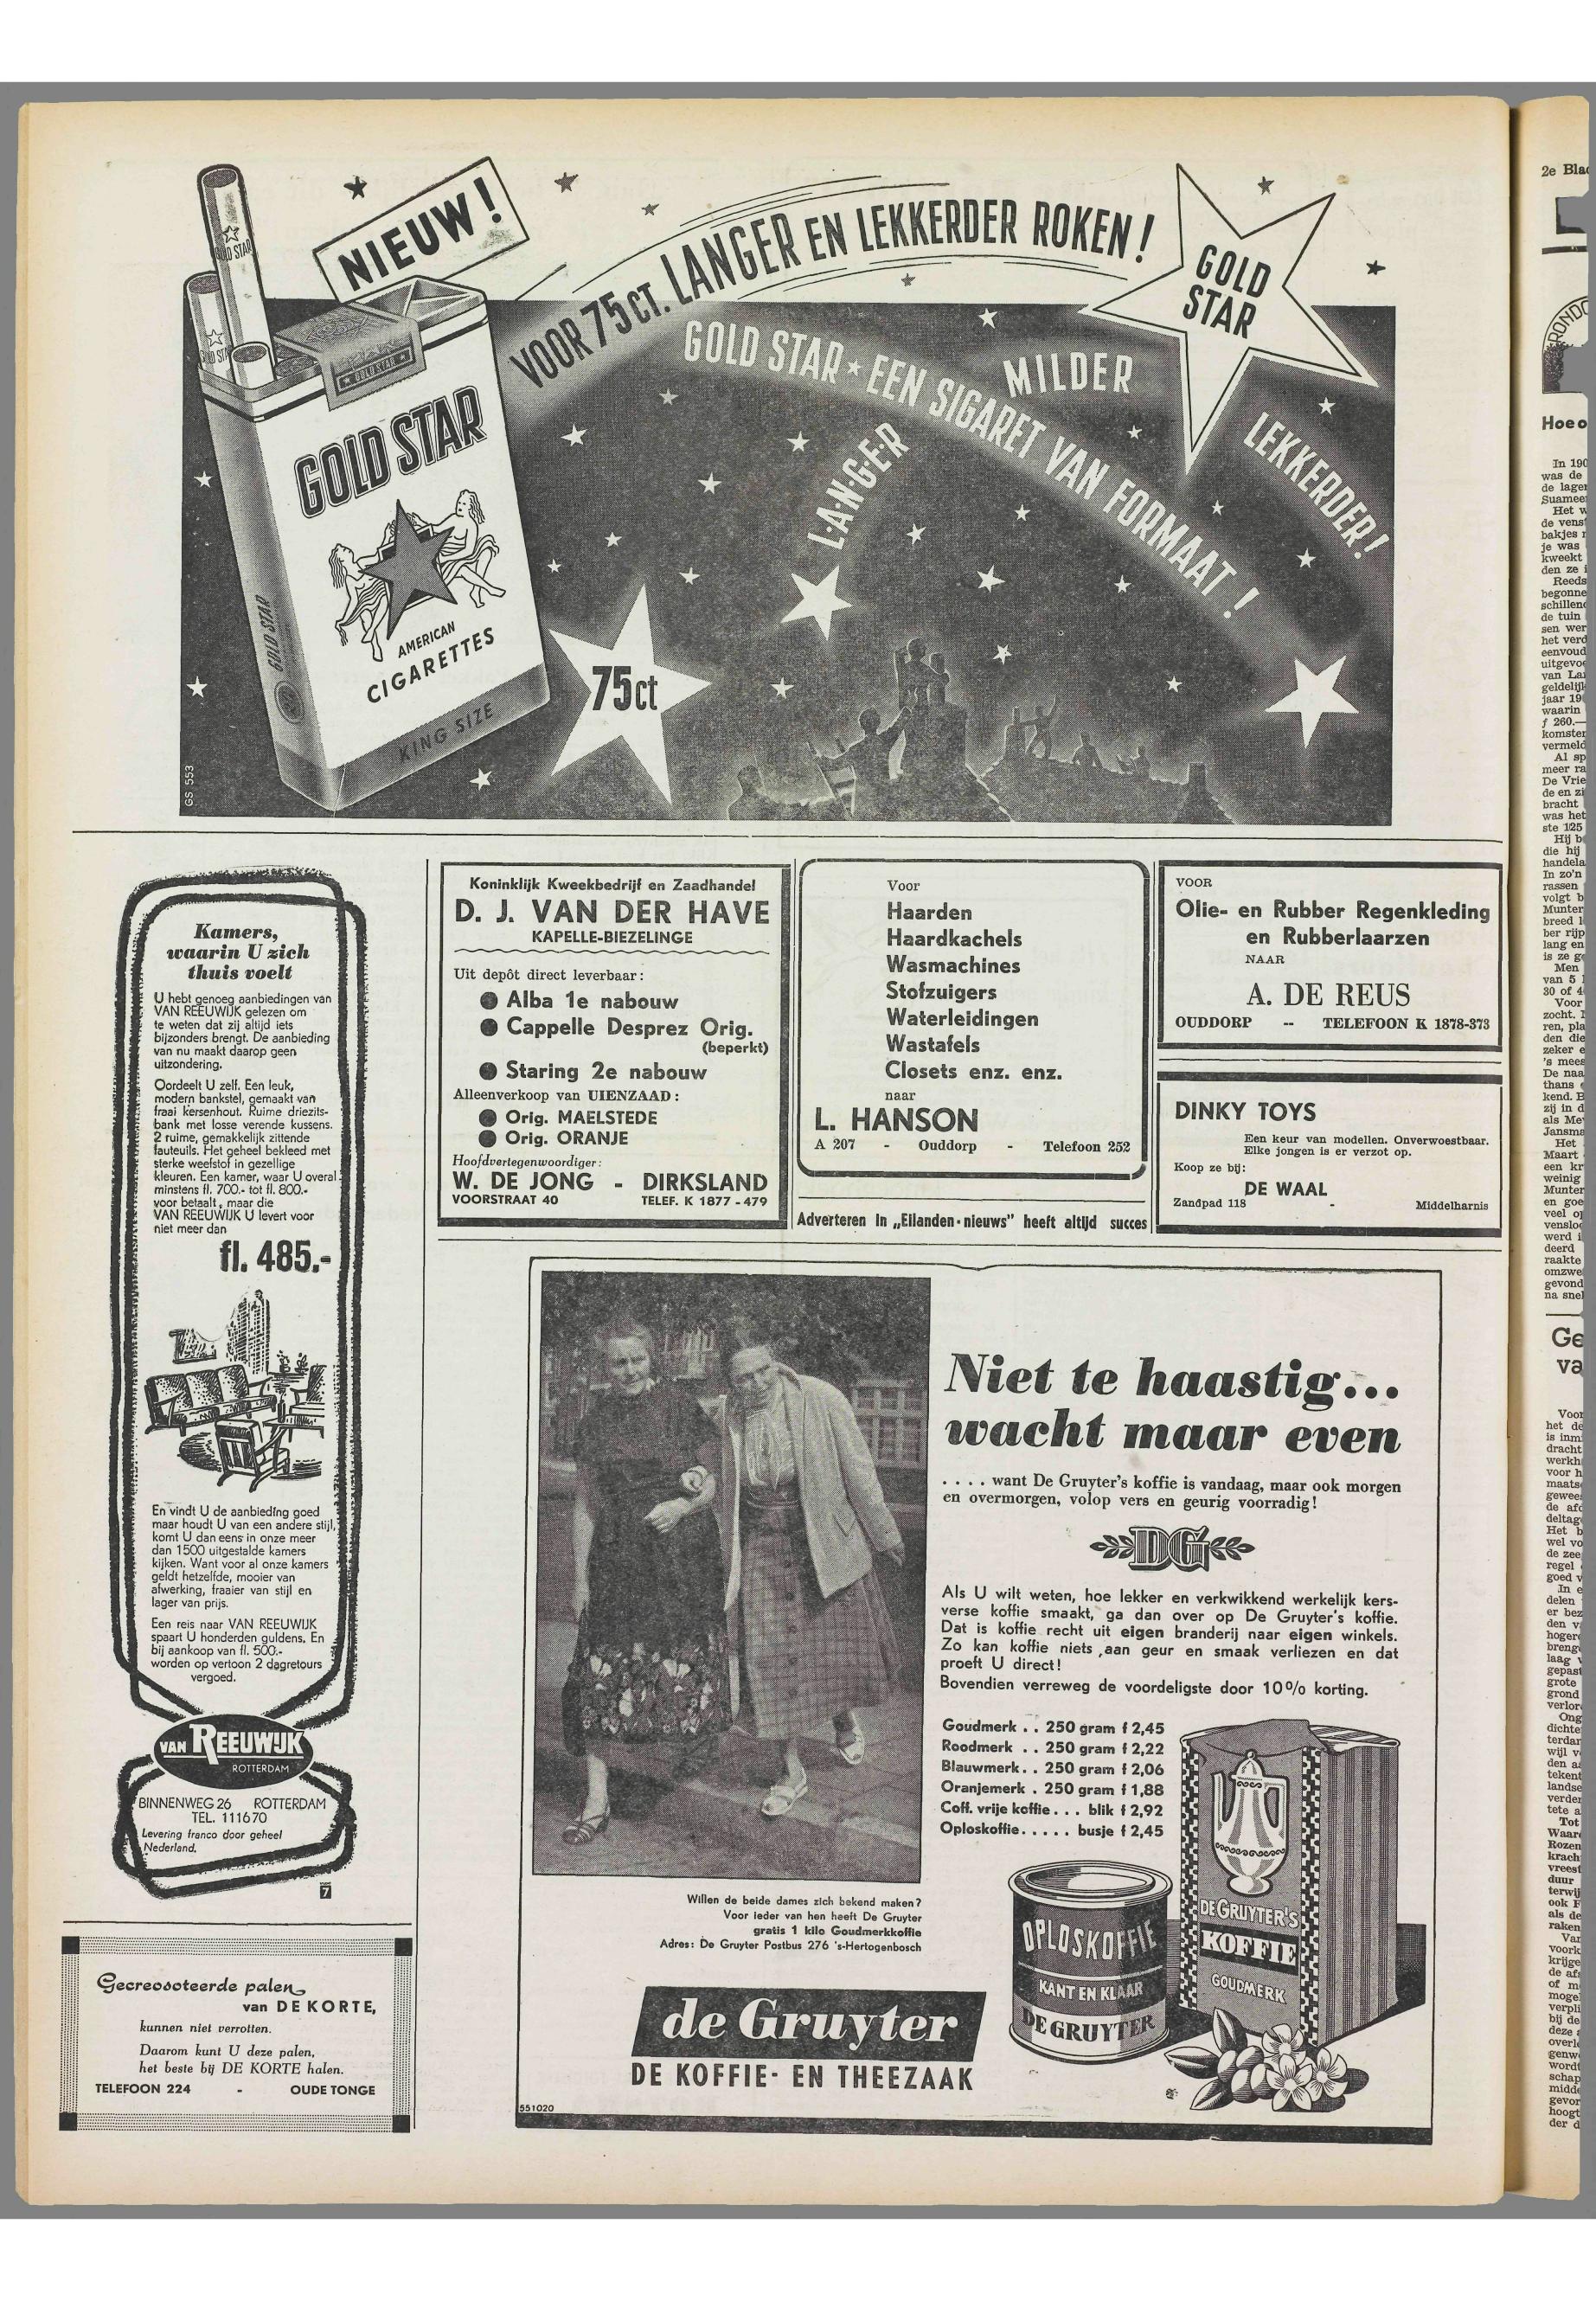 NIEUW!
VOOR 75 CT. LANGER EN LEKKERDER ROKEN!
GOLD
STAR
GOLD STAR ★ EEN SIGARET VAN FORMAAT!
MILDER
L·A·N·G·E·R
LEKKERDER!
GOLD STAR
GOLD STAR
★ GOLD STAR ★
GOLD STAR
AMERICAN
CIGARETTES
KING SIZE
GOLD STAR
75ct
GS 553
Kamers,
waarin U zich
thuis voelt
U hebt genoeg aanbiedingen van
VAN REEUWIJK gelezen om
te weten dat zij altijd iets
bijzonders brengt. De aanbieding
van nu maakt daarop geen
uitzondering.
Oordeelt U zelf. Een leuk,
modern bankstel, gemaakt van
fraai kersenhout. Ruime driezits-
bank met losse verende kussens.
2 ruime, gemakkelijk zittende
fauteuils. Het geheel bekleed met
sterke weefstof in gezellige
kleuren. Een kamer, waar U overal
minstens fl. 700.- tot fl. 800.-
voor betaalt, maar die
VAN REEUWIJK U levert voor
niet meer dan
fl. 485.-
En vindt U de aanbieding goed
maar houdt U van een andere stijl,
komt U dan eens in onze meer
dan 1500 uitgestalde kamers
kijken. Want voor al onze kamers
geldt hetzelfde, mooier van
afwerking, fraaier van stijl en
lager van prijs.
Een reis naar VAN REEUWIJK
spaart U honderden guldens. En
bij aankoop van fl. 500.-
worden op vertoon 2 dagretours
vergoed.
VAN REEUWIJK
ROTTERDAM
BINNENWEG 26 ROTTERDAM
TEL. 111670
Levering franco door geheel
Nederland.
7
Gecreosoteerde palen
van DE KORTE,
kunnen niet verrotten.
Daarom kunt U deze palen,
het beste bij DE KORTE halen.
TELEFOON 224 - OUDE TONGE
Koninklijk Kweekbedrijf en Zaadhandel
D. J. VAN DER HAVE
KAPELLE-BIEZELINGE
Uit depôt direct leverbaar:
● Alba 1e nabouw
● Cappelle Desprez Orig.
(beperkt)
● Staring 2e nabouw
Alleenverkoop van UIENZAAD:
● Orig. MAELSTEDE
● Orig. ORANJE
Hoofdvertegenwoordiger:
W. DE JONG - DIRKSLAND
VOORSTRAAT 40 TELEF. K 1877 - 479
Voor
Haarden
Haardkachels
Wasmachines
Stofzuigers
Waterleidingen
Wastafels
Closets enz. enz.
naar
L. HANSON
A 207 - Ouddorp - Telefoon 252
Adverteren in „Eilanden-nieuws” heeft altijd succes
VOOR
Olie- en Rubber Regenkleding
en Rubberlaarzen
NAAR
A. DE REUS
OUDDORP -- TELEFOON K 1878-373
DINKY TOYS
Een keur van modellen. Onverwoestbaar.
Elke jongen is er verzot op.
Koop ze bij:
DE WAAL
Zandpad 118 - Middelharnis
Niet te haastig...
wacht maar even
. . . . want De Gruyter's koffie is vandaag, maar ook morgen
en overmorgen, volop vers en geurig voorradig!
DG
Als U wilt weten, hoe lekker en verkwikkend werkelijk kers-
verse koffie smaakt, ga dan over op De Gruyter's koffie.
Dat is koffie recht uit eigen branderij naar eigen winkels.
Zo kan koffie niets aan geur en smaak verliezen en dat
proeft U direct!
Bovendien verreweg de voordeligste door 10% korting.
Goudmerk . . 250 gram f 2,45
Roodmerk . . 250 gram f 2,22
Blauwmerk . . 250 gram f 2,06
Oranjemerk . 250 gram f 1,88
Coff. vrije koffie . . . blik f 2,92
Oploskoffie . . . . . busje f 2,45
Willen de beide dames zich bekend maken?
Voor ieder van hen heeft De Gruyter
gratis 1 kilo Goudmerkkoffie
Adres: De Gruyter Postbus 276 's-Hertogenbosch
de Gruyter
DE KOFFIE- EN THEEZAAK
OPLOSKOFFIE
KANT EN KLAAR
DE GRUYTER
DE GRUYTER'S
KOFFIE
GOUDMERK
551020
2e Blad